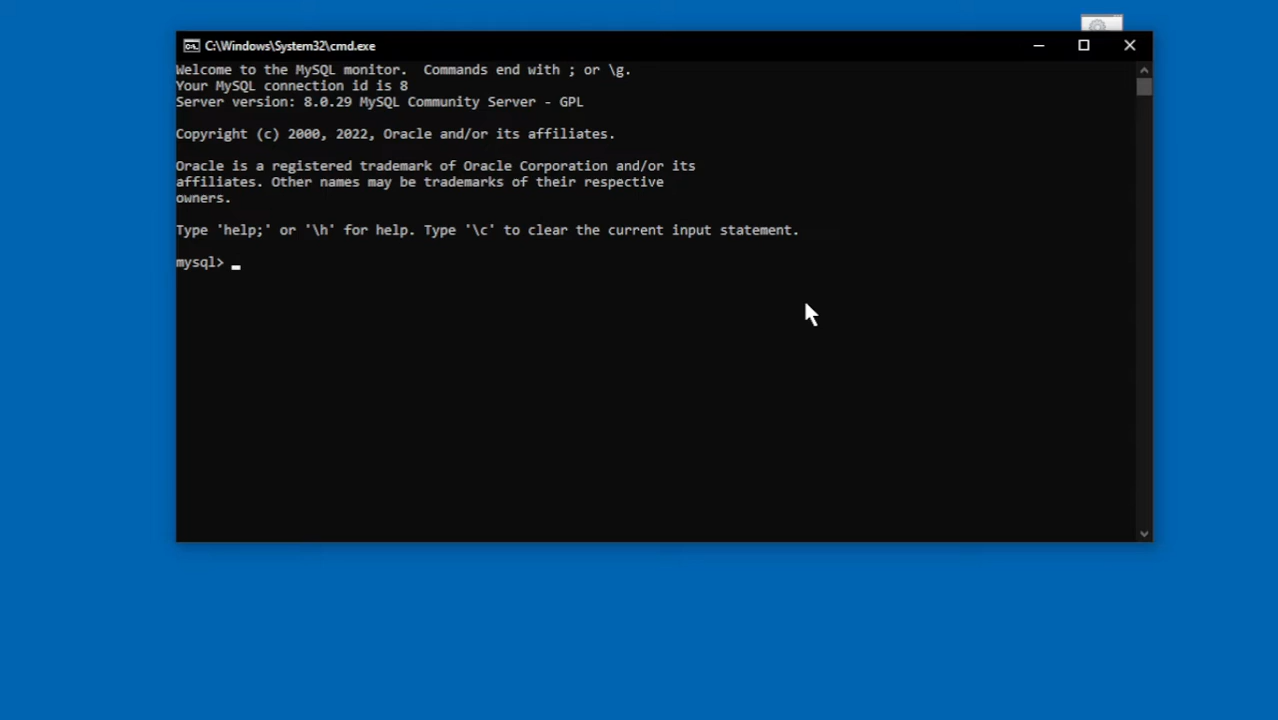 C:\Windows\System32\cmd.exe
Welcome to the MySQL monitor.  Commands end with ; or \g.
Your MySQL connection id is 8
Server version: 8.0.29 MySQL Community Server - GPL
Copyright (c) 2000, 2022, Oracle and/or its affiliates.
Oracle is a registered trademark of Oracle Corporation and/or its
affiliates. Other names may be trademarks of their respective
owners.
Type 'help;' or '\h' for help. Type '\c' to clear the current input statement.
mysql> _